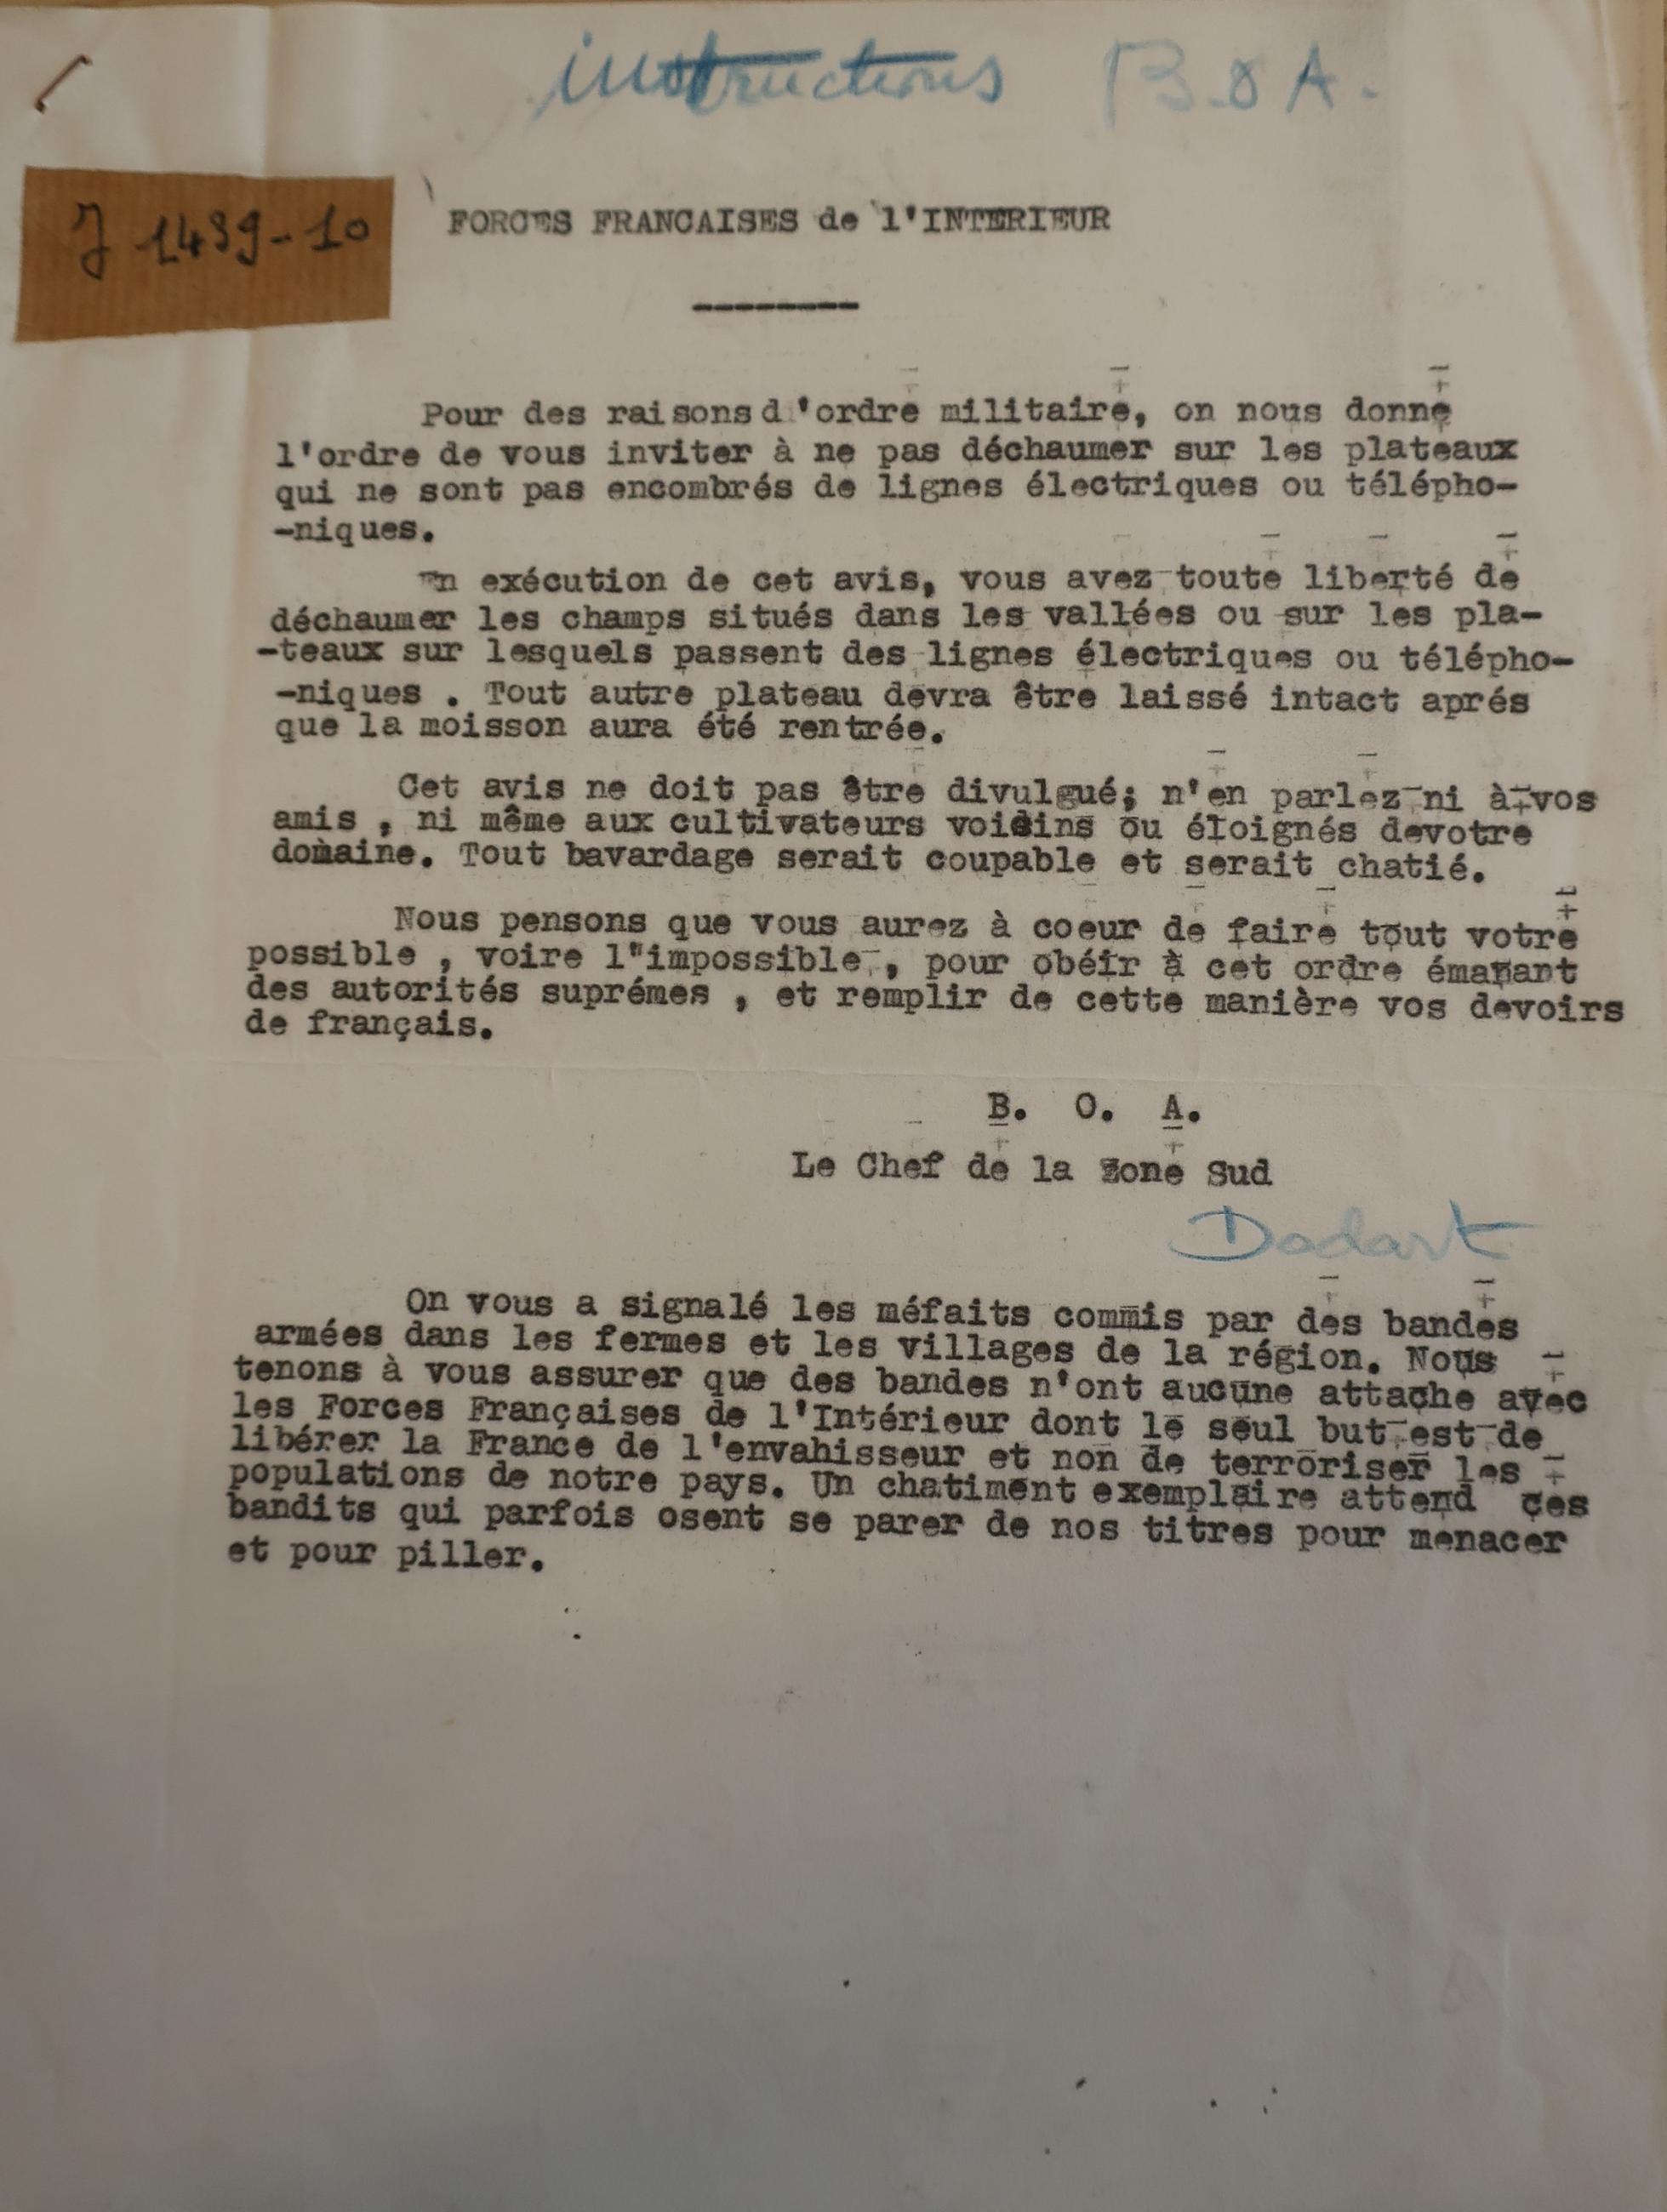 instructions B.O A.
J 1439-10
FORCES FRANCAISES de l'INTERIEUR
Pour des raisons d'ordre militaire, on nous donne
l'ordre de vous inviter à ne pas déchaumer sur les plateaux
qui ne sont pas encombrés de lignes électriques ou télépho-
-niques.
En exécution de cet avis, vous avez toute liberté de
déchaumer les champs situés dans les vallées ou sur les pla-
-teaux sur lesquels passent des lignes électriques ou télépho-
-niques . Tout autre plateau devra être laissé intact aprés
que la moisson aura été rentrée.
Cet avis ne doit pas être divulgué; n'en parlez ni à vos
amis , ni même aux cultivateurs voisins ou éloignés devotre
domaine. Tout bavardage serait coupable et serait chatié.
Nous pensons que vous aurez à coeur de faire tout votre
possible , voire l"impossible , pour obéir à cet ordre émanant
des autorités suprémes , et remplir de cette manière vos devoirs
de français.
B. O. A.
Le Chef de la zone Sud
Dodart
On vous a signalé les méfaits commis par des bandes
armées dans les fermes et les villages de la région. Nous
tenons à vous assurer que des bandes n'ont aucune attache avec
les Forces Françaises de l'Intérieur dont le seul but est de
libérer la France de l'envahisseur et non de terroriser les
populations de notre pays. Un chatiment exemplaire attend ces
bandits qui parfois osent se parer de nos titres pour menacer
et pour piller.